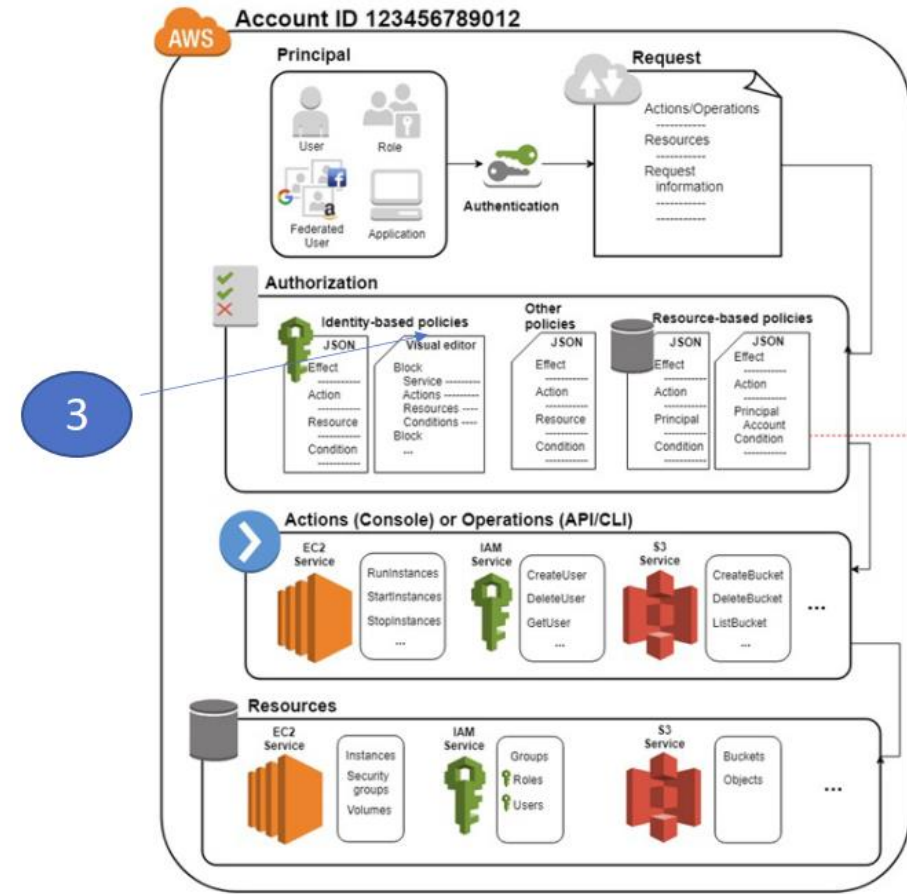 Account ID 123456789012
AWS
Principal
User
Role
G
f
a
Federated
User
Application
Authentication
Request
Actions/Operations
-----------
Resources
-----------
Request
information
-----------
-----------
Authorization
Identity-based policies
JSON
Effect
-----------
Action
-----------
Resource
-----------
Condition
-----------
Visual editor
Block
Service ---------
Actions ---------
Resources ----
Conditions ----
Block
...
Other
policies
JSON
Effect
-----------
Action
-----------
Resource
-----------
Condition
-----------
Resource-based policies
JSON
Effect
-----------
Action
-----------
Principal
-----------
Condition
-----------
JSON
Effect
-----------
Action
-----------
Principal
Account
Condition
-----------
3
Actions (Console) or Operations (API/CLI)
EC2
Service
RunInstances
StartInstances
StopInstances
...
IAM
Service
CreateUser
DeleteUser
GetUser
...
S3
Service
CreateBucket
DeleteBucket
ListBucket
...
...
Resources
EC2
Service
Instances
Security
groups
Volumes
IAM
Service
Groups
Roles
Users
S3
Service
Buckets
Objects
...